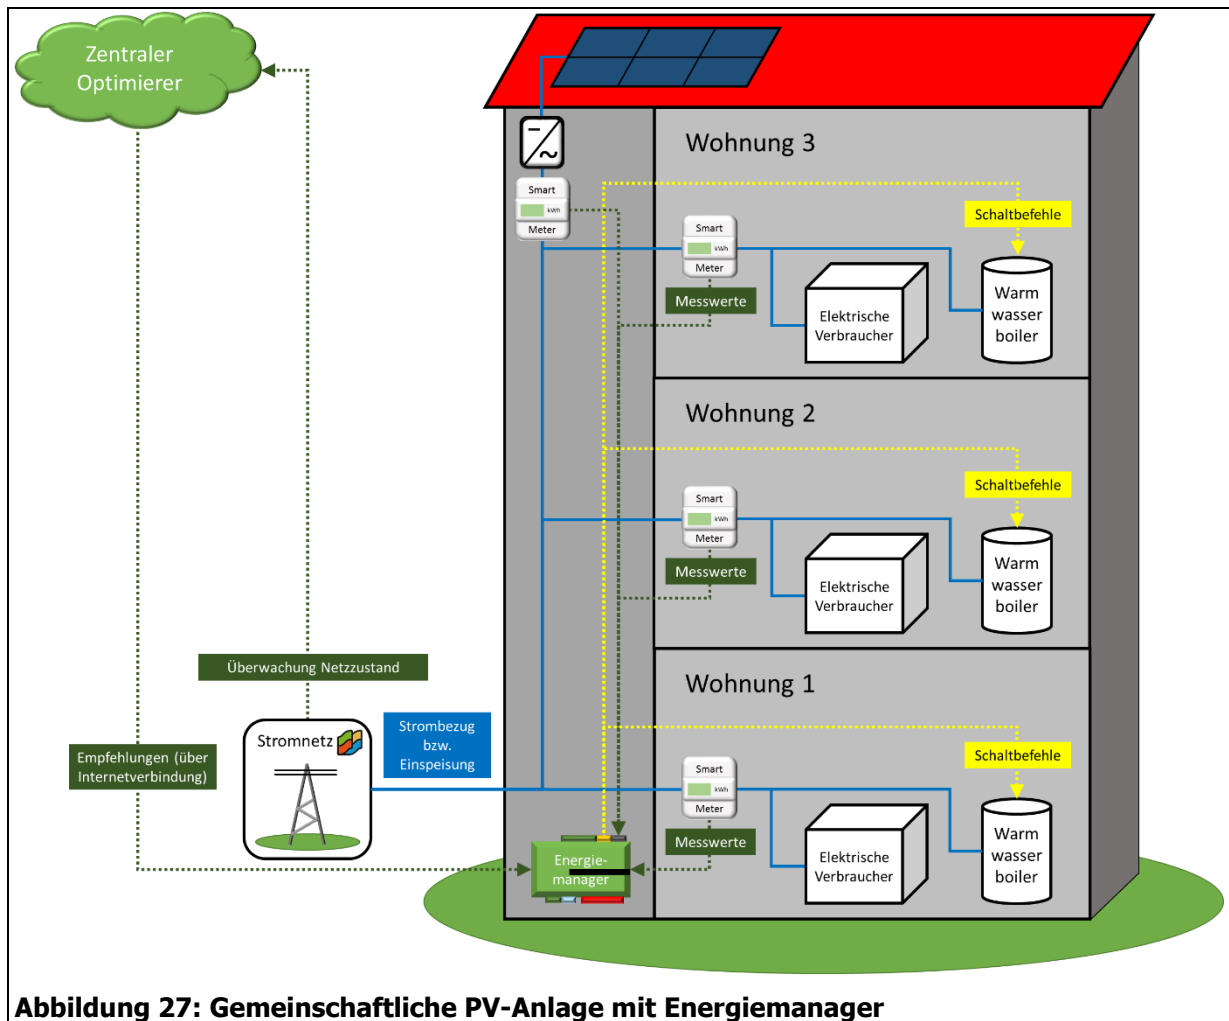 Zentraler
Optimierer
Wohnung 3
Smart
kWh
Meter
Schaltbefehle
Smart
kWh
Meter
Messwerte
Elektrische
Verbraucher
Warm
wasser
boiler
Wohnung 2
Schaltbefehle
Smart
kWh
Meter
Messwerte
Elektrische
Verbraucher
Warm
wasser
boiler
Überwachung Netzzustand
Wohnung 1
Stromnetz
Strombezug
bzw.
Einspeisung
Empfehlungen (über
Internetverbindung)
Schaltbefehle
Smart
kWh
Meter
Messwerte
Elektrische
Verbraucher
Warm
wasser
boiler
Energie-
manager
Abbildung 27: Gemeinschaftliche PV-Anlage mit Energiemanager